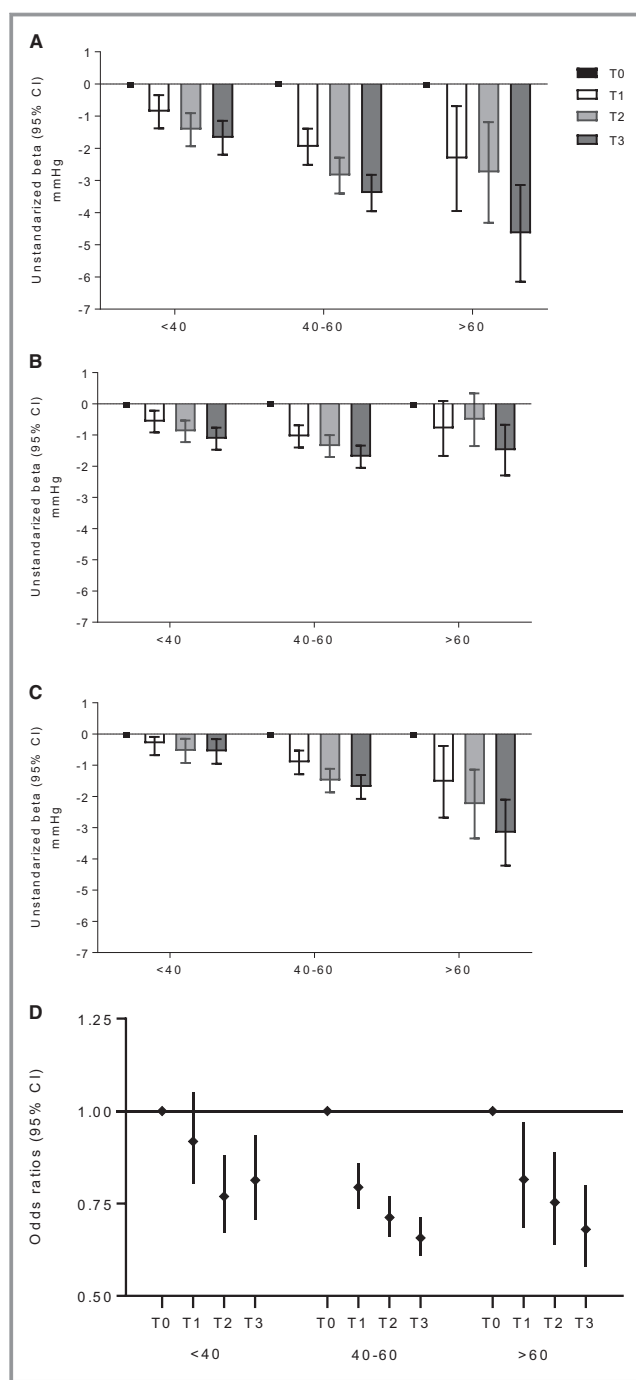 A
Unstandarized beta (95% CI)
mmHg
1
0
-1
-2
-3
-4
-5
-6
-7
<40
40-60
>60
T0
T1
T2
T3
B
Unstandarized beta (95% CI)
mmHg
1
0
-1
-2
-3
-4
-5
-6
-7
<40
40-60
>60
C
Unstandarized beta (95% CI)
mmHg
1
0
-1
-2
-3
-4
-5
-6
-7
<40
40-60
>60
D
Odds ratios (95% CI)
1.25
1.00
0.75
0.50
T0 T1 T2 T3 T0 T1 T2 T3 T0 T1 T2 T3
<40 40-60 >60